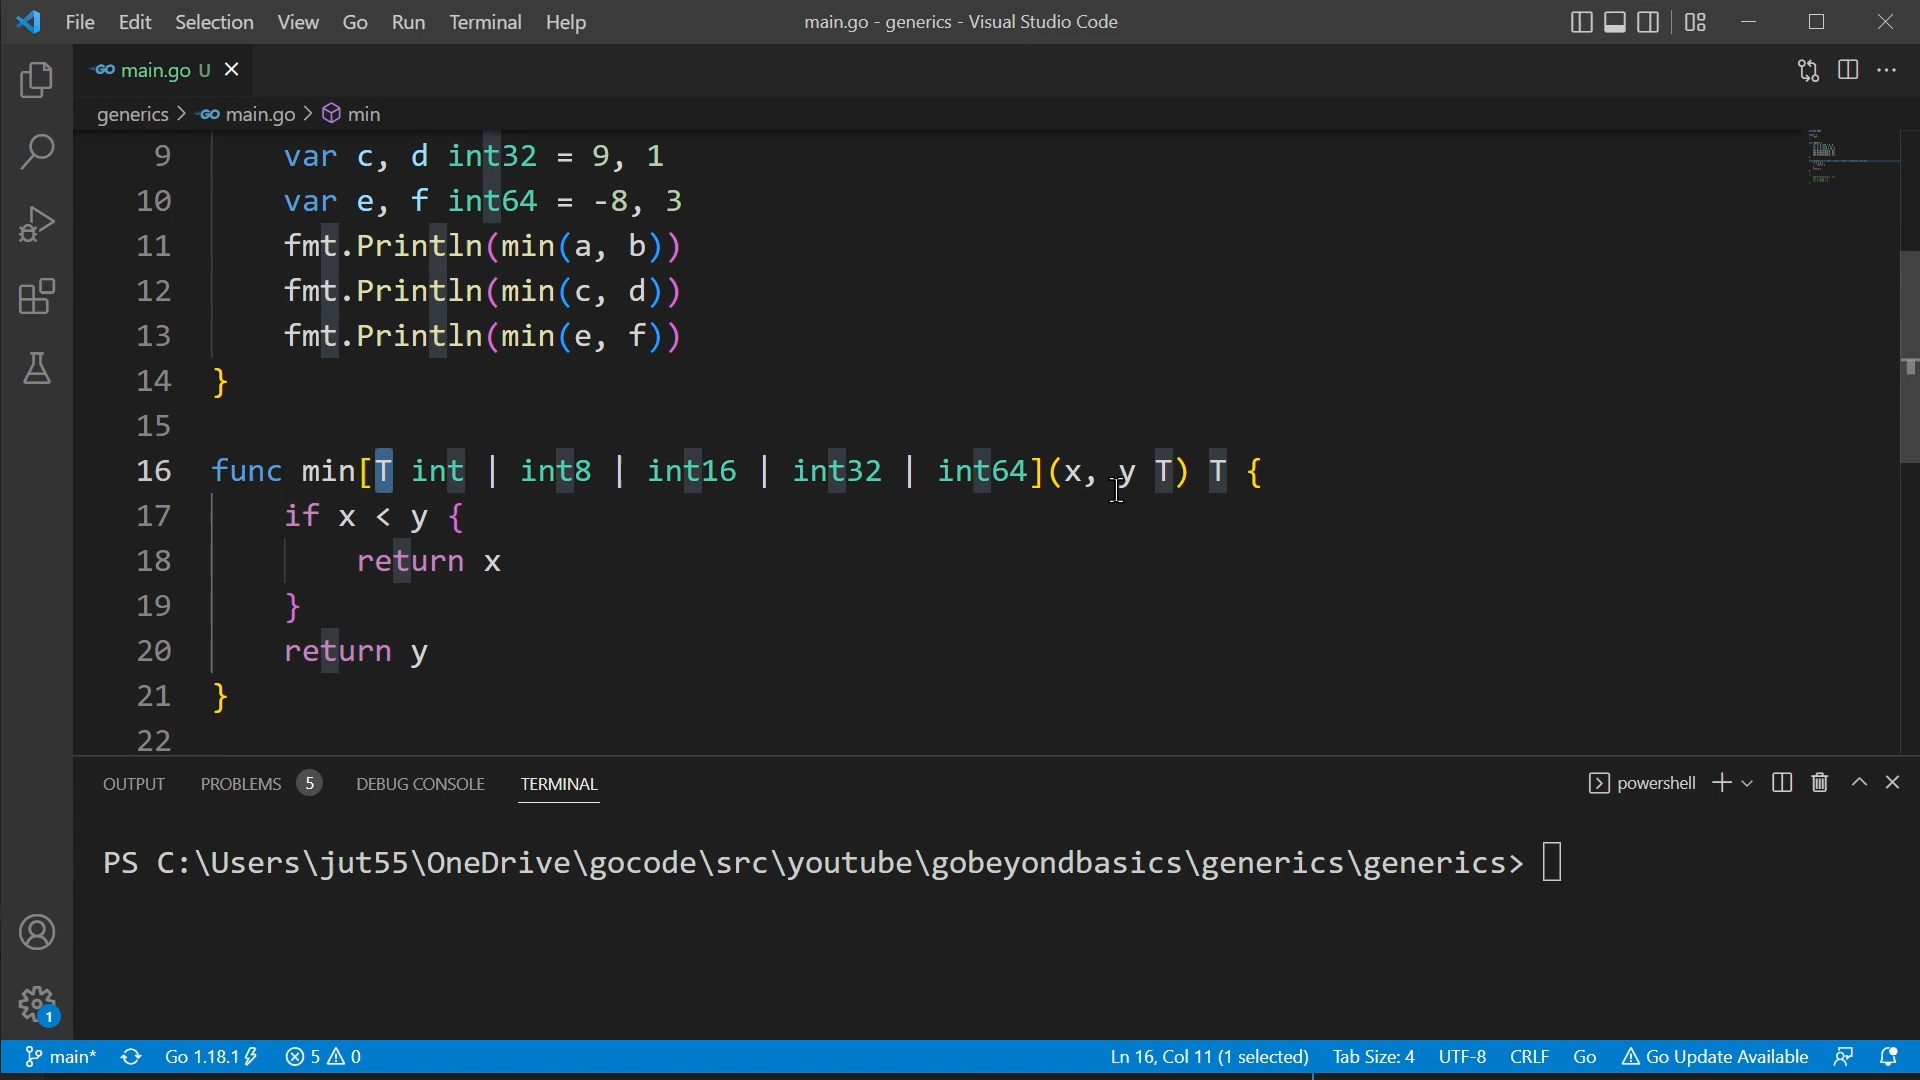 File Edit Selection View Go Run Terminal Help main.go - generics - Visual Studio Code
GO main.go U
generics > GO main.go > min
9 var c, d int32 = 9, 1
10 var e, f int64 = -8, 3
11 fmt.Println(min(a, b))
12 fmt.Println(min(c, d))
13 fmt.Println(min(e, f))
14 }
15
16 func min[T int | int8 | int16 | int32 | int64](x, y T) T {
17 if x < y {
18 return x
19 }
20 return y
21 }
22
OUTPUT PROBLEMS 5 DEBUG CONSOLE TERMINAL powershell
PS C:\Users\jut55\OneDrive\gocode\src\youtube\gobeyondbasics\generics\generics>
1
main* Go 1.18.1 5 0 Ln 16, Col 11 (1 selected) Tab Size: 4 UTF-8 CRLF Go Go Update Available